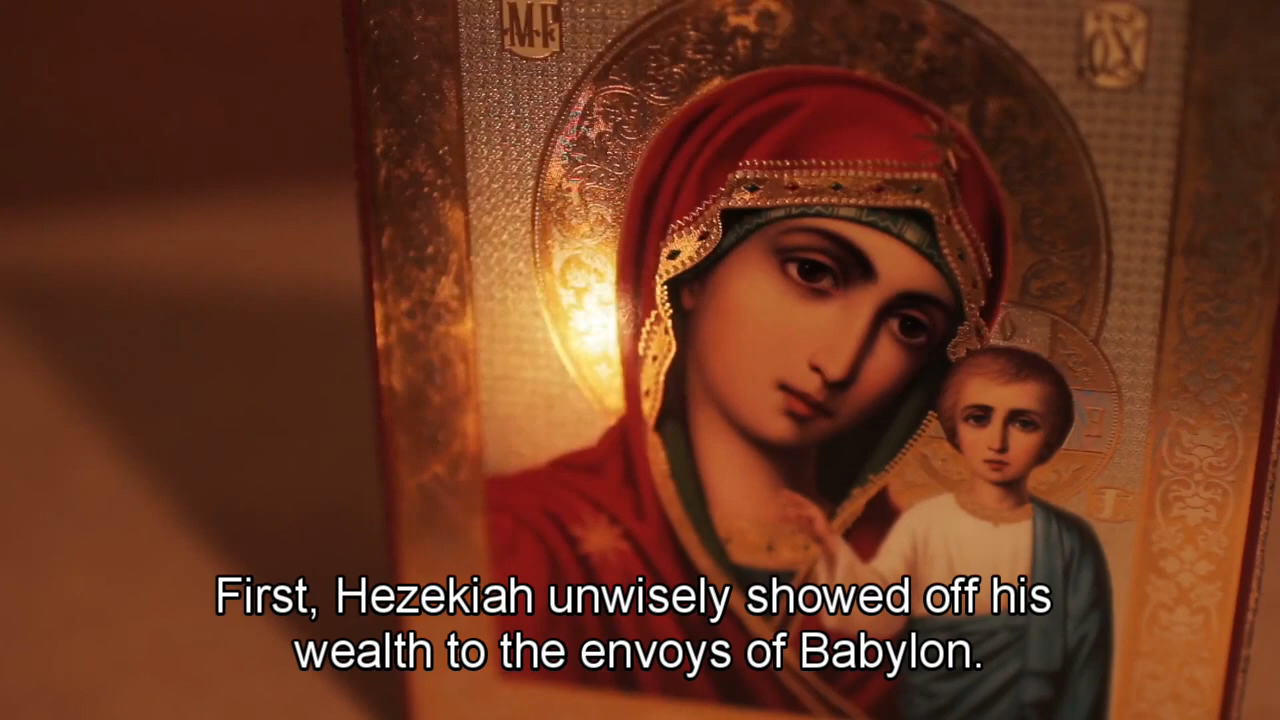 First, Hezekiah unwisely showed off his
wealth to the envoys of Babylon.